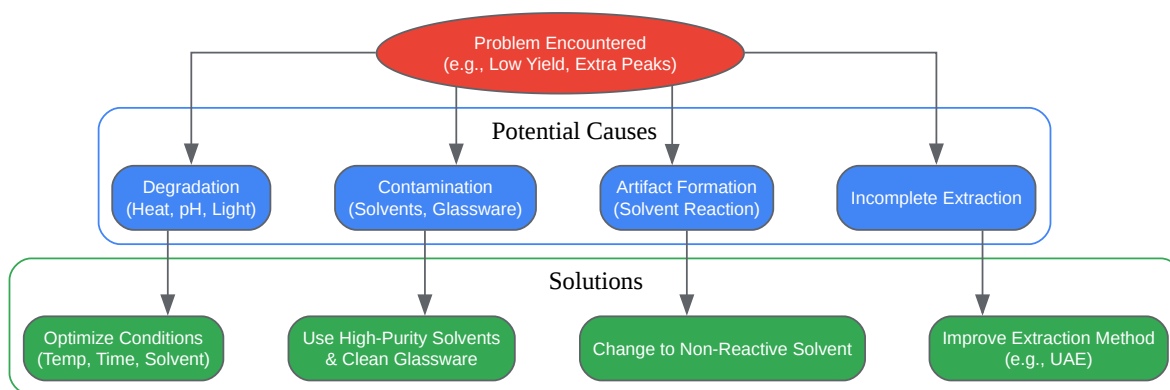 Problem Encountered
(e.g., Low Yield, Extra Peaks)
Potential Causes
Degradation
(Heat, pH, Light)
Contamination
(Solvents, Glassware)
Artifact Formation
(Solvent Reaction)
Incomplete Extraction
Solutions
Optimize Conditions
(Temp, Time, Solvent)
Use High-Purity Solvents
& Clean Glassware
Change to Non-Reactive Solvent
Improve Extraction Method
(e.g., UAE)